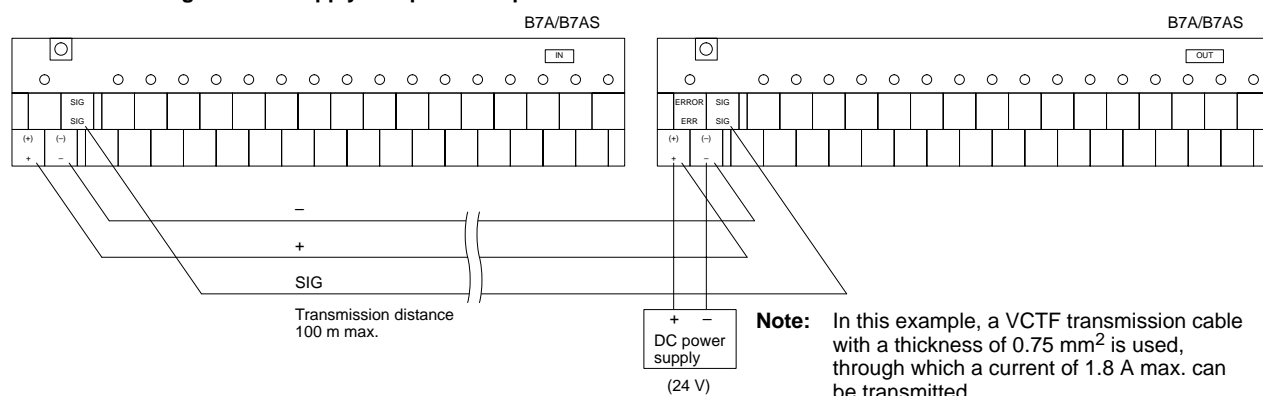 B7A/B7AS
B7A/B7AS
IN
OUT
SIG
SIG
(+) (–)
+ –
ERROR SIG
ERR SIG
(+) (–)
+ –
–
+
SIG
Transmission distance
100 m max.
+ –
DC power
supply
(24 V)
Note: In this example, a VCTF transmission cable
with a thickness of 0.75 mm2 is used,
through which a current of 1.8 A max. can
be transmitted